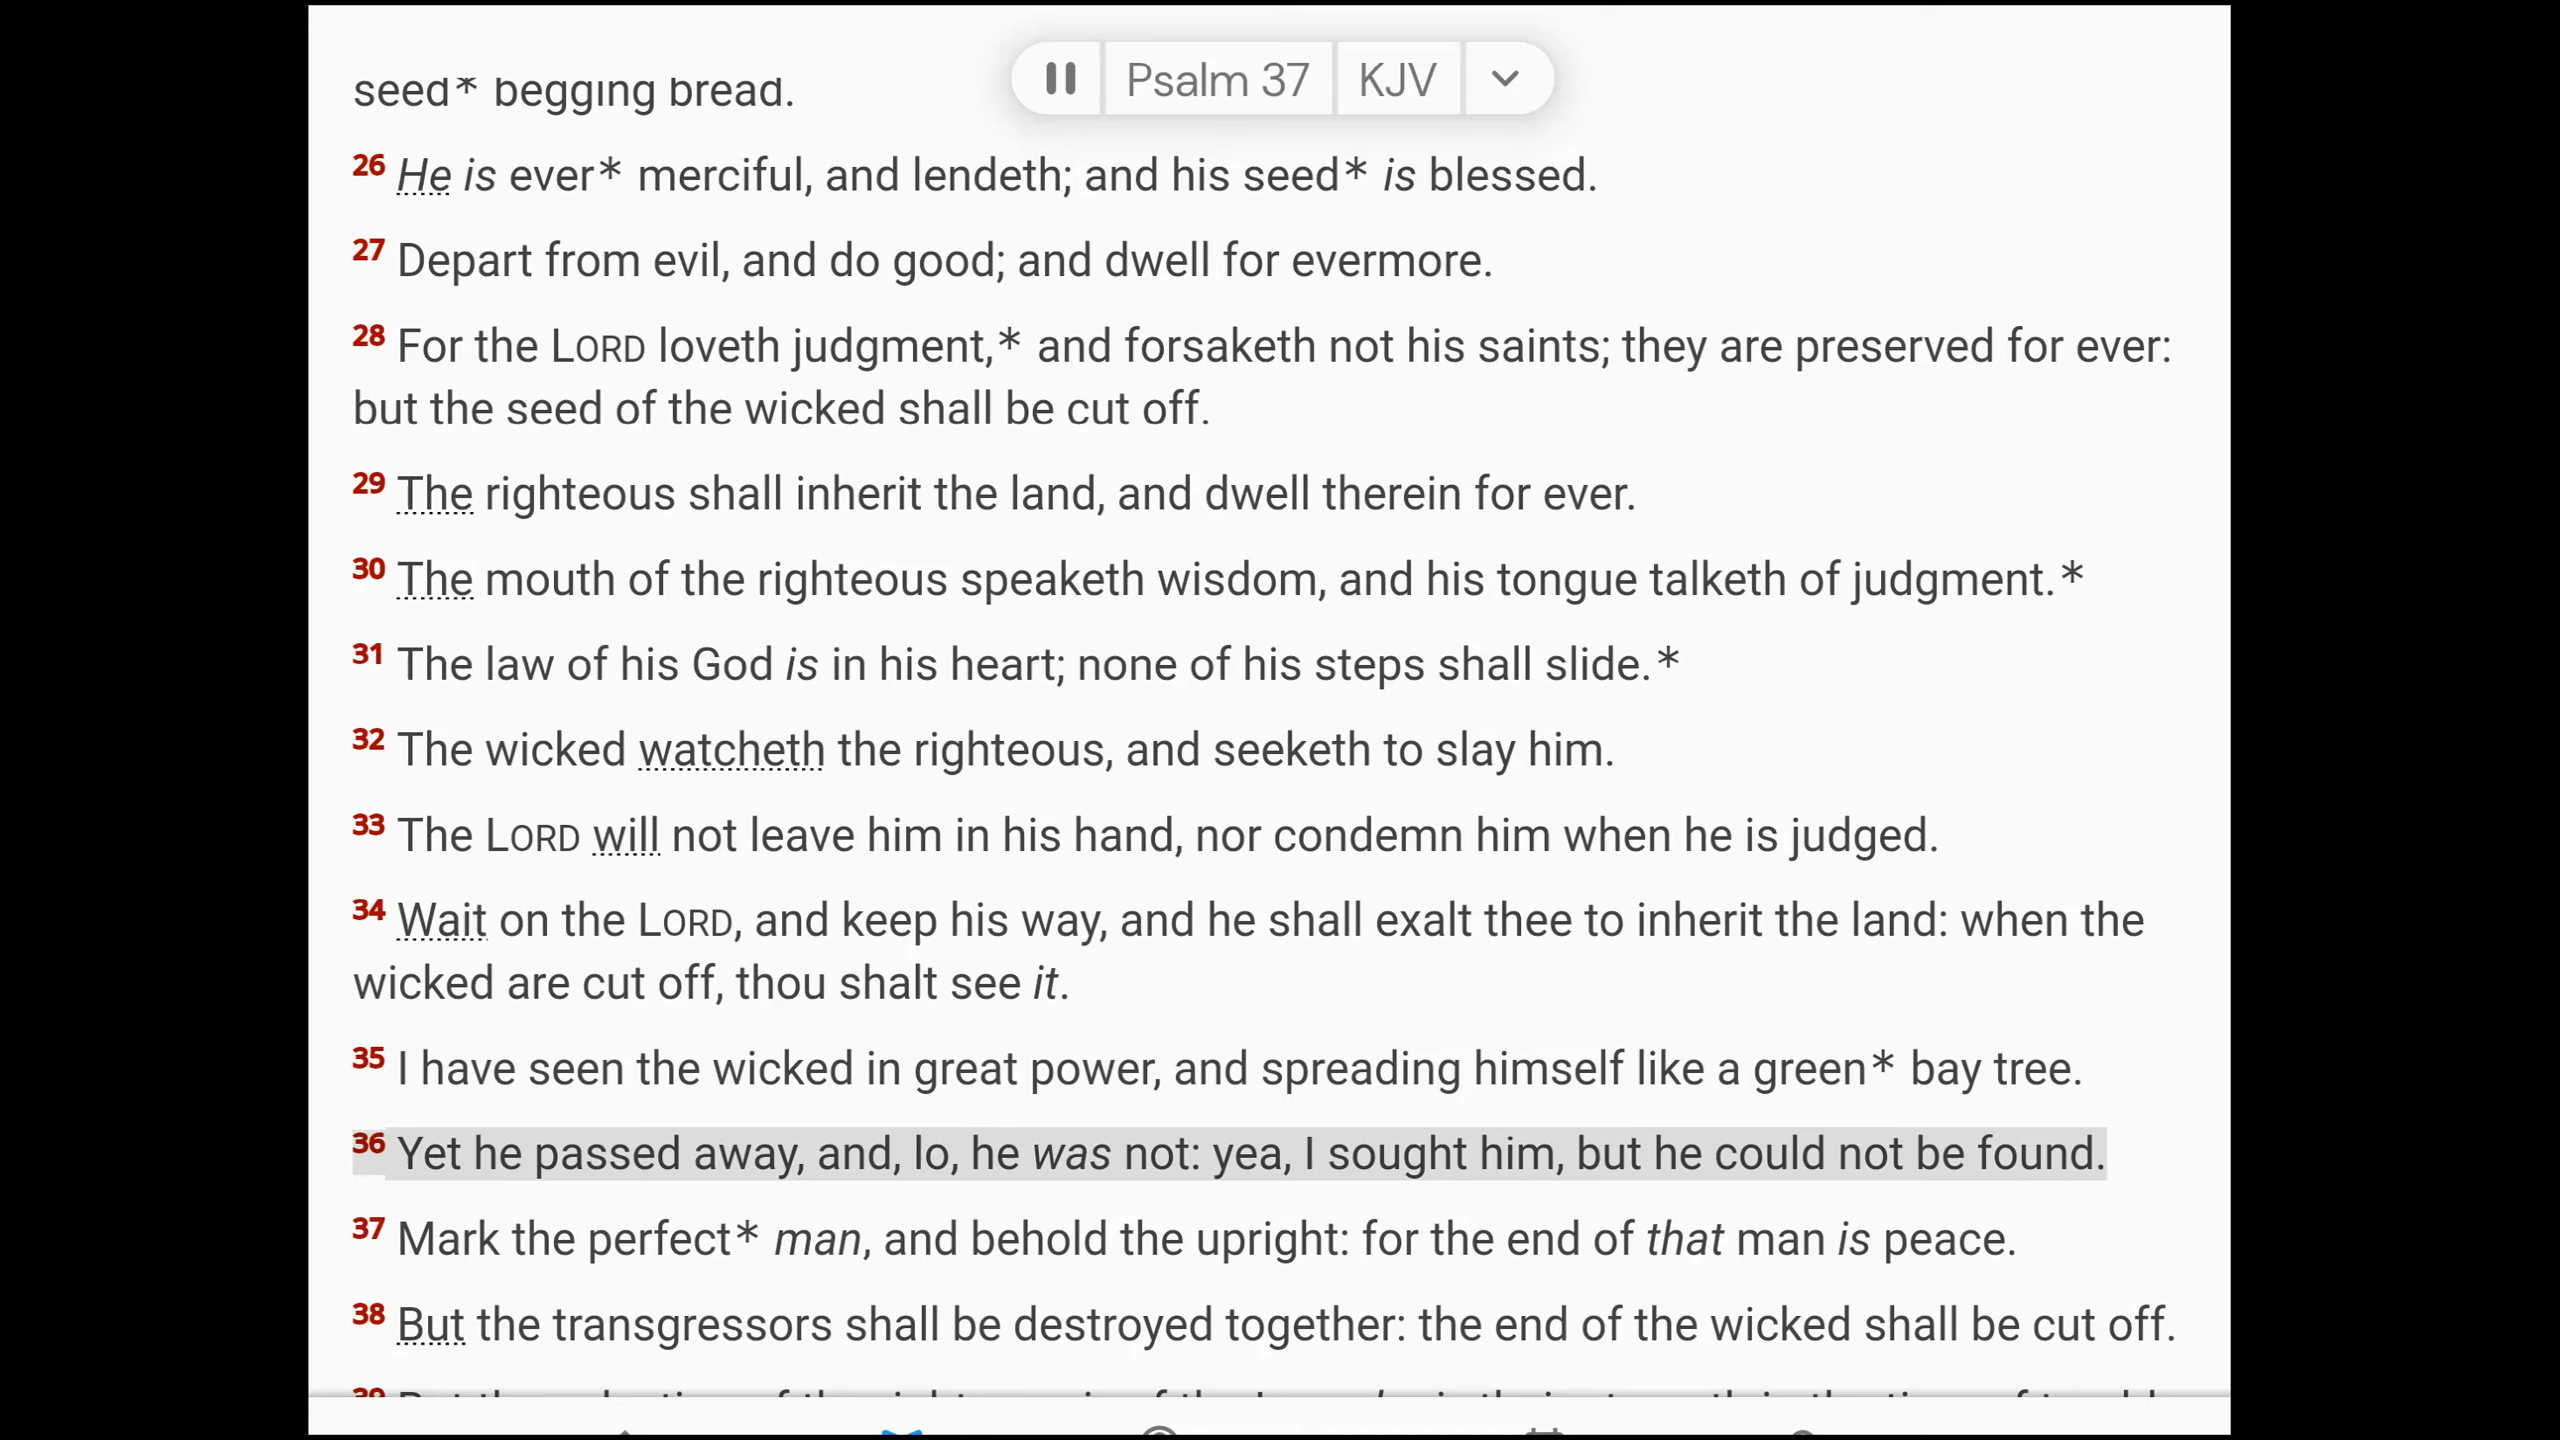 Psalm 37 KJV
seed* begging bread.
26 He is ever* merciful, and lendeth; and his seed* is blessed.
27 Depart from evil, and do good; and dwell for evermore.
28 For the LORD loveth judgment,* and forsaketh not his saints; they are preserved for ever:
but the seed of the wicked shall be cut off.
29 The righteous shall inherit the land, and dwell therein for ever.
30 The mouth of the righteous speaketh wisdom, and his tongue talketh of judgment.*
31 The law of his God is in his heart; none of his steps shall slide.*
32 The wicked watcheth the righteous, and seeketh to slay him.
33 The LORD will not leave him in his hand, nor condemn him when he is judged.
34 Wait on the LORD, and keep his way, and he shall exalt thee to inherit the land: when the
wicked are cut off, thou shalt see it.
35 I have seen the wicked in great power, and spreading himself like a green* bay tree.
36 Yet he passed away, and, lo, he was not: yea, I sought him, but he could not be found.
37 Mark the perfect* man, and behold the upright: for the end of that man is peace.
38 But the transgressors shall be destroyed together: the end of the wicked shall be cut off.